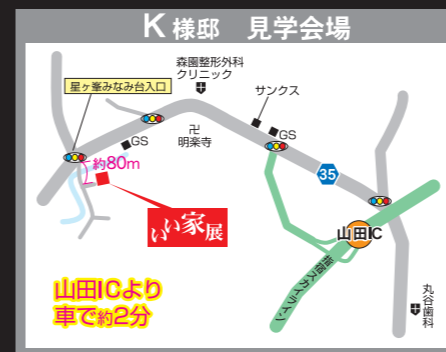 K様邸 見学会場
森園整形外科
クリニック
星ヶ峯みなみ台入口
サンクス
GS
卍
明楽寺
GS
約80m
35
いい家展
山田IC
指宿スカイライン
山田ICより
車で約2分
丸谷歯科